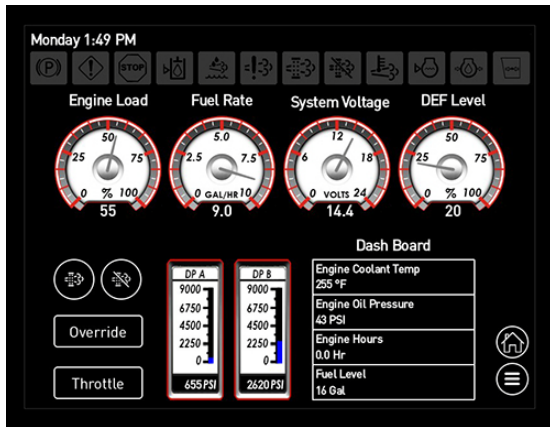 Monday 1:49 PM
(P) STOP
Engine Load Fuel Rate System Voltage DEF Level
50 5.0 12 50
25 75 2.5 7.5 6 18 25 75
0 % 100 0 GAL/HR 10 0 VOLTS 24 0 % 100
55 9.0 14.4 20
Dash Board
DP A DP B
9000 9000
6750 6750
4500 4500
2250 2250
0 0
655 PSI 2620 PSI
Engine Coolant Temp
255 °F
Engine Oil Pressure
43 PSI
Engine Hours
0.0 Hr
Fuel Level
16 Gal
Override
Throttle